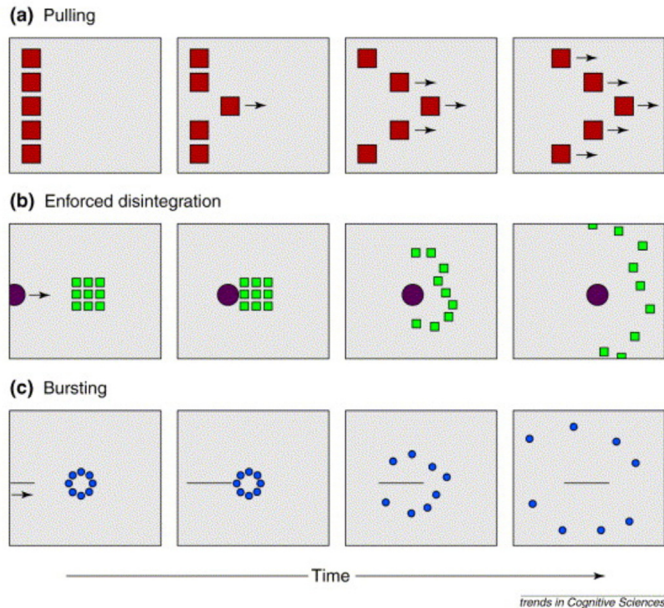 (a) Pulling
(b) Enforced disintegration
(c) Bursting
Time
trends in Cognitive Sciences